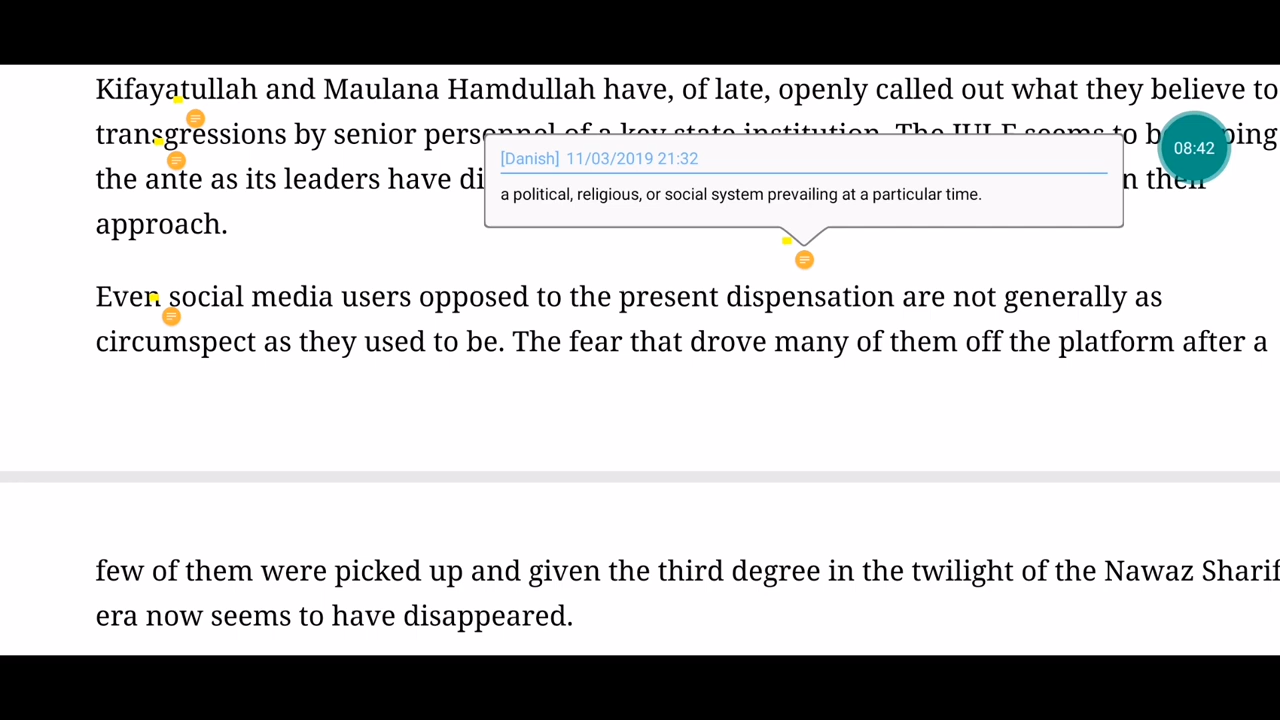 Kifayatullah and Maulana Hamdullah have, of late, openly called out what they believe to
transgressions by senior personnel of a key state institution. The JUI-F seems to
08:42
[Danish] 11/03/2019 21:32
the ante as its leaders have
a political, religious, or social system prevailing at a particular time.
approach.
Even social media users opposed to the present dispensation are not generally as
circumspect as they used to be. The fear that drove many of them off the platform after a
few of them were picked up and given the third degree in the twilight of the Nawaz Sharif
era now seems to have disappeared.